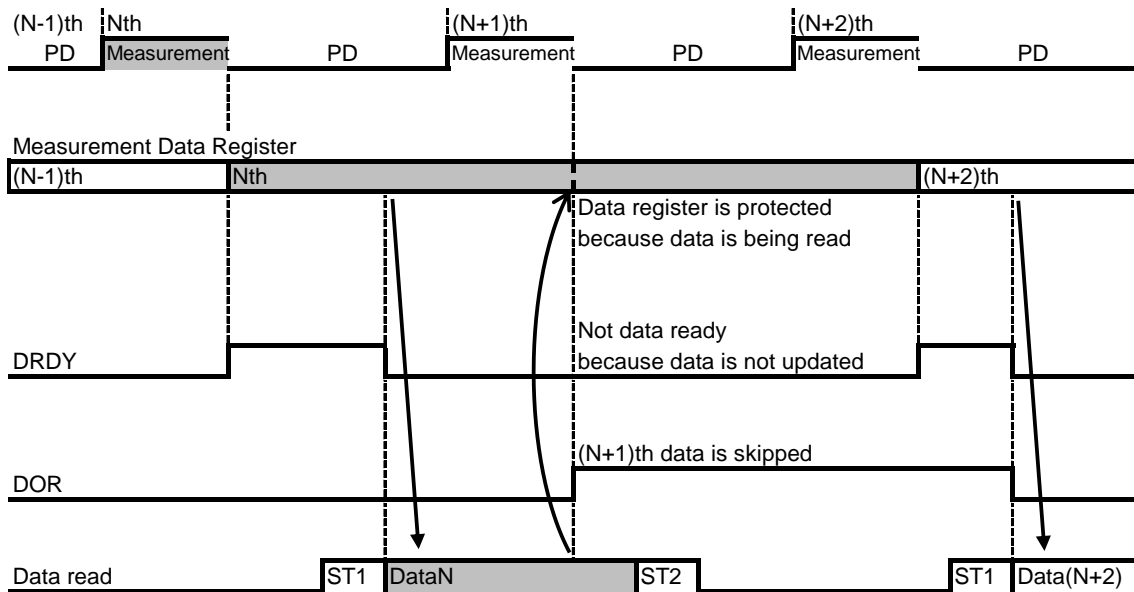 (N-1)th Nth (N+1)th (N+2)th
PD Measurement PD Measurement PD Measurement PD
Measurement Data Register
(N-1)th Nth (N+2)th
Data register is protected
because data is being read
Not data ready
DRDY because data is not updated
(N+1)th data is skipped
DOR
Data read ST1 DataN ST2 ST1 Data(N+2)